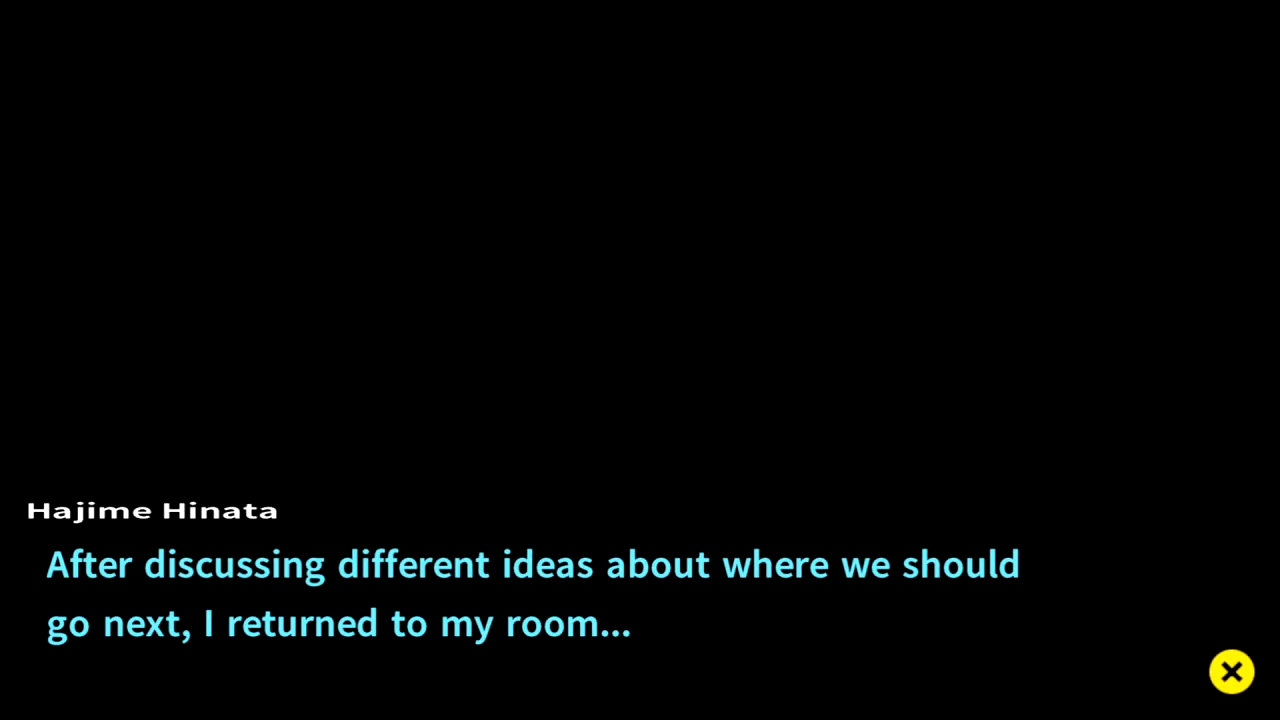 Hajime Hinata
After discussing different ideas about where we should
go next, I returned to my room...